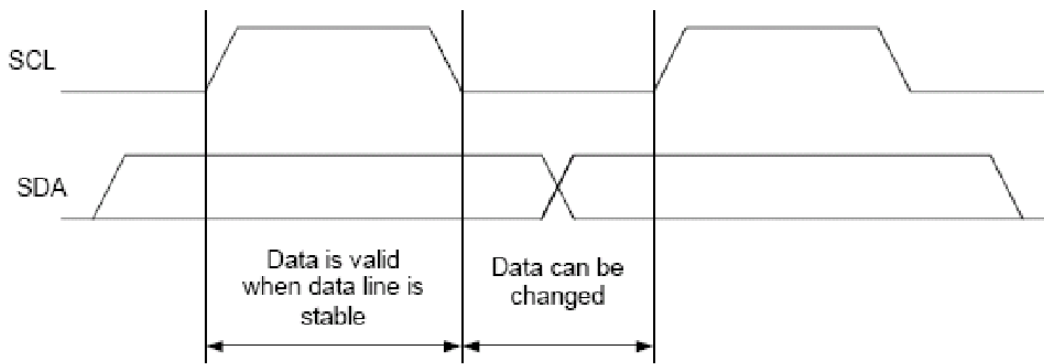 SCL
SDA
Data is valid
when data line is
stable
Data can be
changed